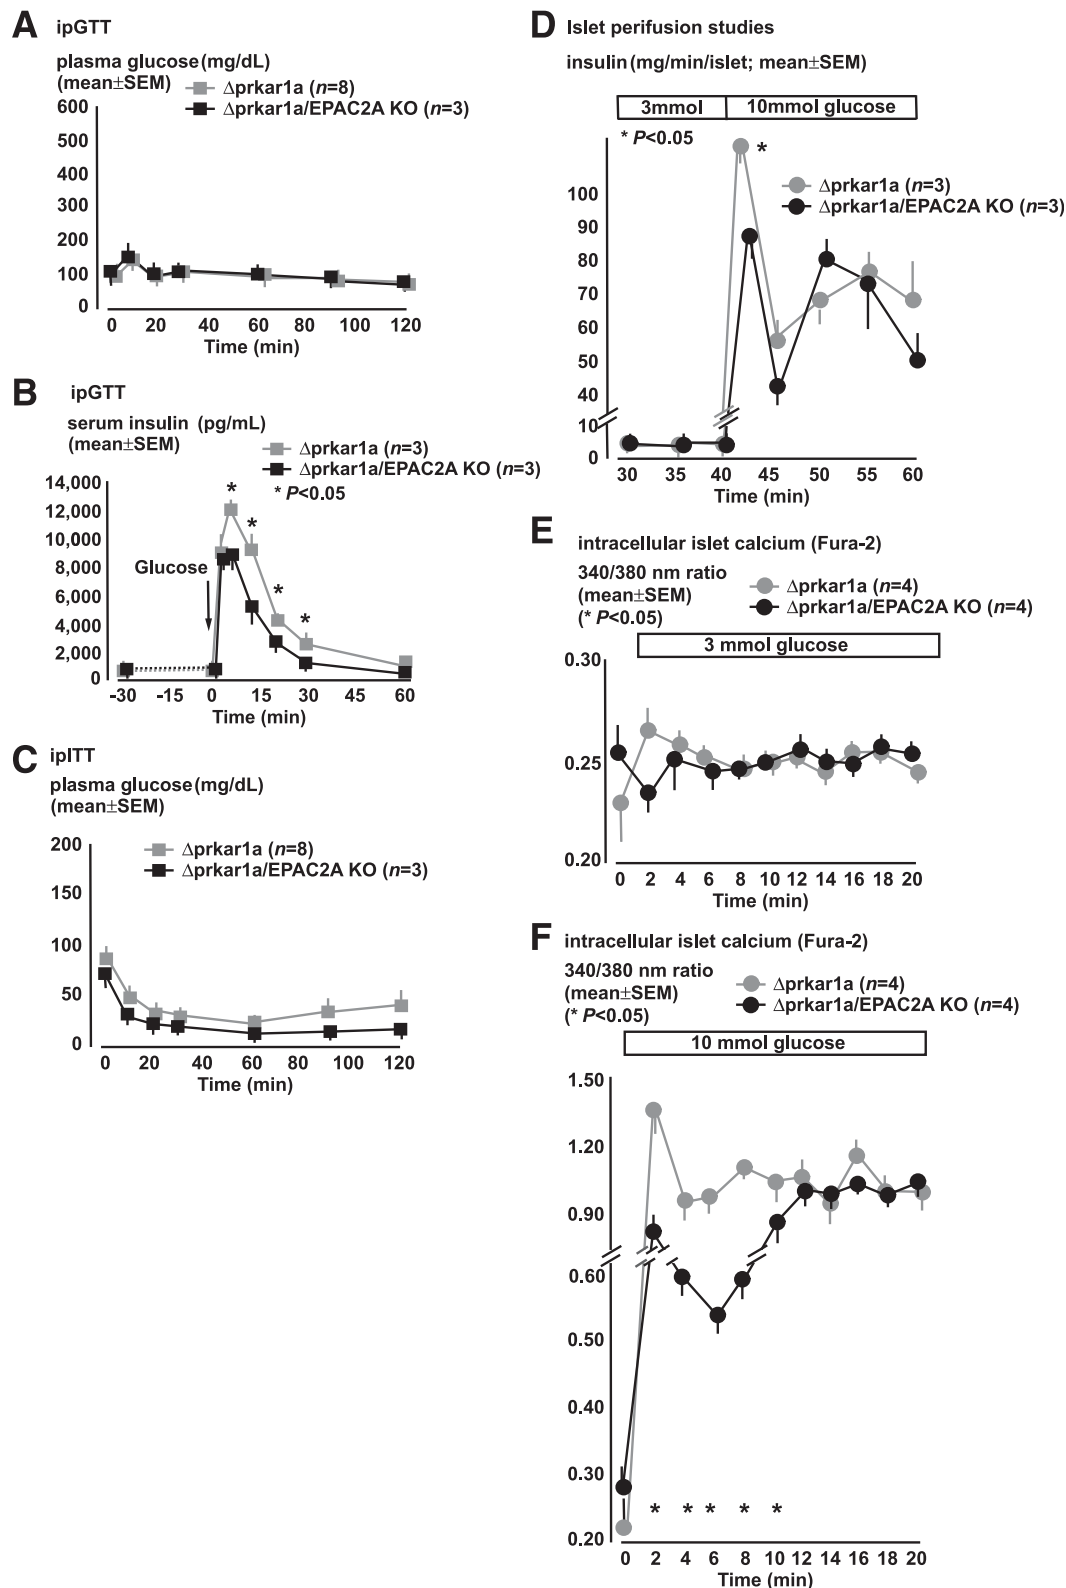 A ipGTT
plasma glucose (mg/dL)
(mean±SEM)
Δprkar1a (n=8)
Δprkar1a/EPAC2A KO (n=3)
600
500
400
300
200
100
0
0 20 40 60 80 100 120
Time (min)
B ipGTT
serum insulin (pg/mL)
(mean±SEM)
Δprkar1a (n=3)
Δprkar1a/EPAC2A KO (n=3)
* P<0.05
14,000
12,000
10,000
8,000
6,000
4,000
2,000
0
Glucose
* * * *
-30 -15 0 15 30 45 60
Time (min)
C ipITT
plasma glucose (mg/dL)
(mean±SEM)
Δprkar1a (n=8)
Δprkar1a/EPAC2A KO (n=3)
200
150
100
50
0
0 20 40 60 80 100 120
Time (min)
D Islet perifusion studies
insulin (mg/min/islet; mean±SEM)
3mmol 10mmol glucose
* P<0.05
*
Δprkar1a (n=3)
Δprkar1a/EPAC2A KO (n=3)
100
90
80
70
60
50
40
10
0
30 35 40 45 50 55 60
Time (min)
E intracellular islet calcium (Fura-2)
340/380 nm ratio
(mean±SEM)
(* P<0.05)
Δprkar1a (n=4)
Δprkar1a/EPAC2A KO (n=4)
3 mmol glucose
0.30
0.25
0.20
0 2 4 6 8 10 12 14 16 18 20
Time (min)
F intracellular islet calcium (Fura-2)
340/380 nm ratio
(mean±SEM)
(* P<0.05)
Δprkar1a (n=4)
Δprkar1a/EPAC2A KO (n=4)
10 mmol glucose
1.50
1.20
0.90
0.60
0.50
0.40
0.30
0.20
* * * * *
0 2 4 6 8 10 12 14 16 18 20
Time (min)